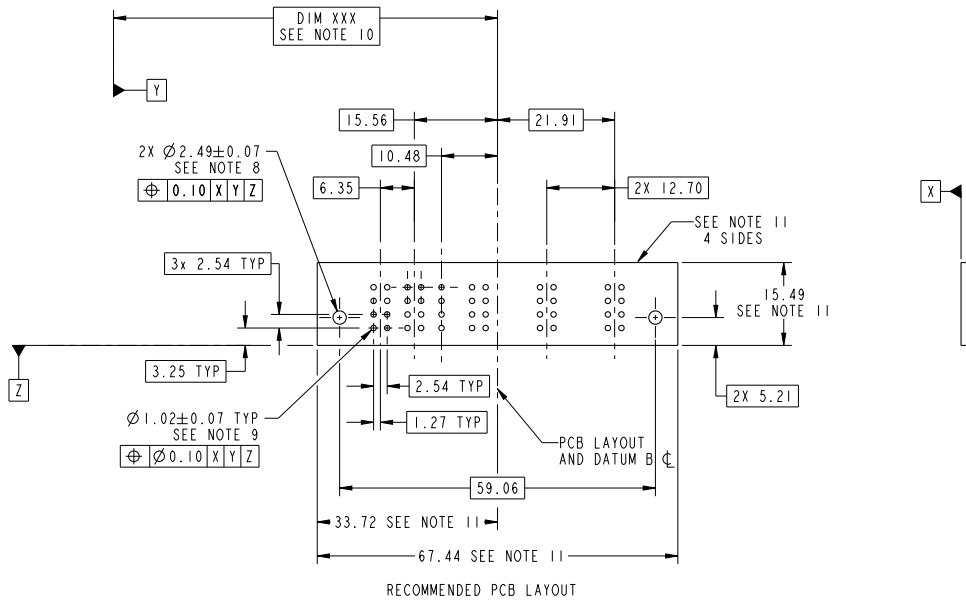 DIM XXX
SEE NOTE 10
Y
15.56
21.91
10.48
2X Ø2.49±0.07
SEE NOTE 8
⌖ 0.10 X Y Z
6.35
2X 12.70
X
SEE NOTE 11
4 SIDES
3x 2.54 TYP
15.49
SEE NOTE 11
Z
3.25 TYP
2.54 TYP
2X 5.21
Ø1.02±0.07 TYP
SEE NOTE 9
⌖ Ø0.10 X Y Z
1.27 TYP
PCB LAYOUT
AND DATUM B ℄
59.06
33.72 SEE NOTE 11
67.44 SEE NOTE 11
RECOMMENDED PCB LAYOUT